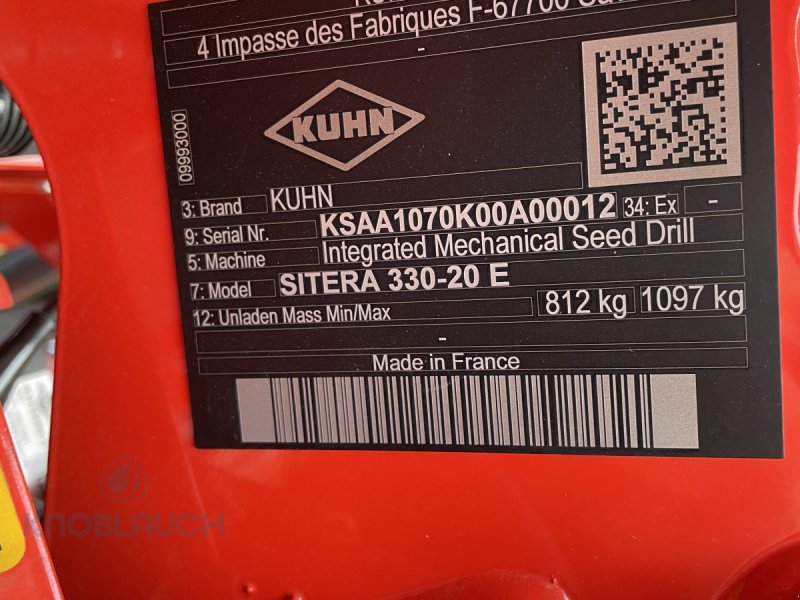 4 Impasse des Fabriques F-67700
-
09993000
KUHN
3: Brand KUHN
9: Serial Nr. KSAA1070K00A00012 34: Ex -
5: Machine Integrated Mechanical Seed Drill
7: Model SITERA 330-20 E
12: Unladen Mass Min/Max 812 kg 1097 kg
-
Made in France
KNOBLAUCH